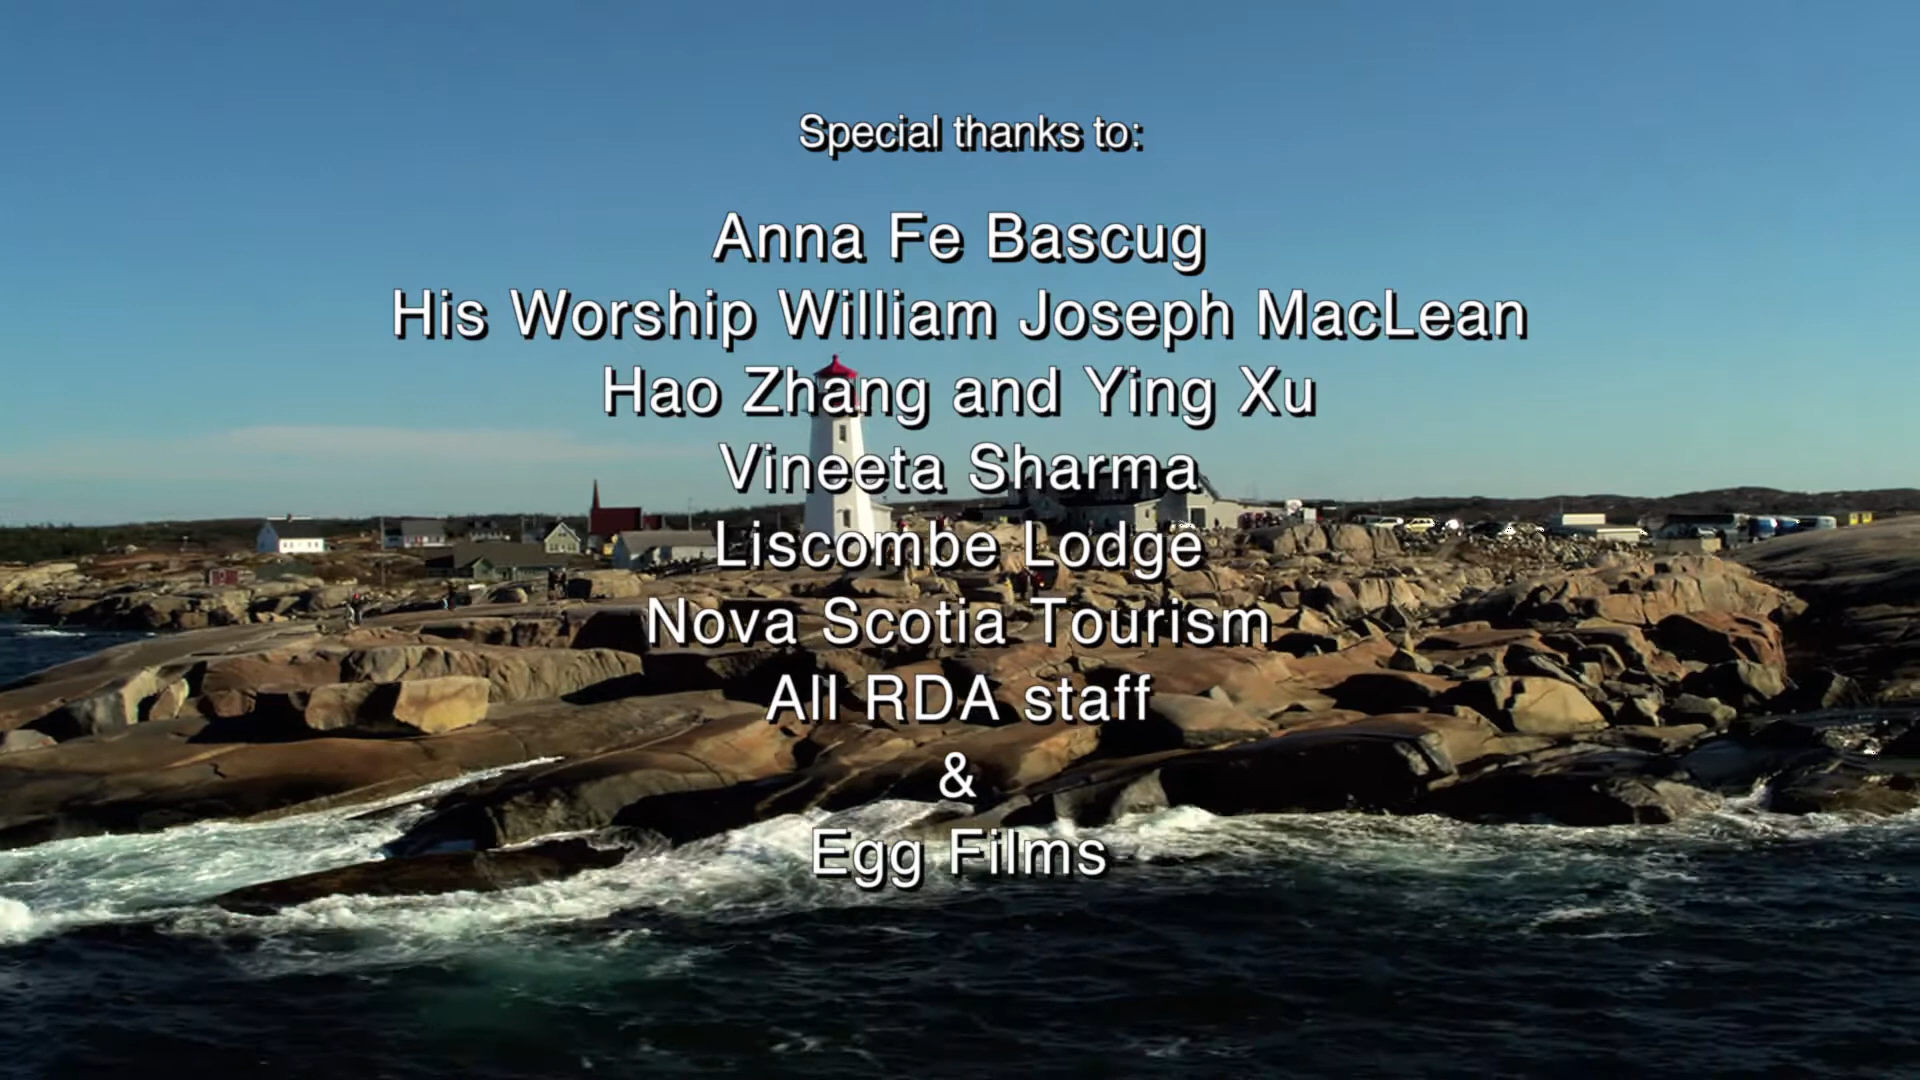 Special thanks to:
Anna Fe Bascug
His Worship William Joseph MacLean
Hao Zhang and Ying Xu
Vineeta Sharma
Liscombe Lodge
Nova Scotia Tourism
All RDA staff
&
Egg Films